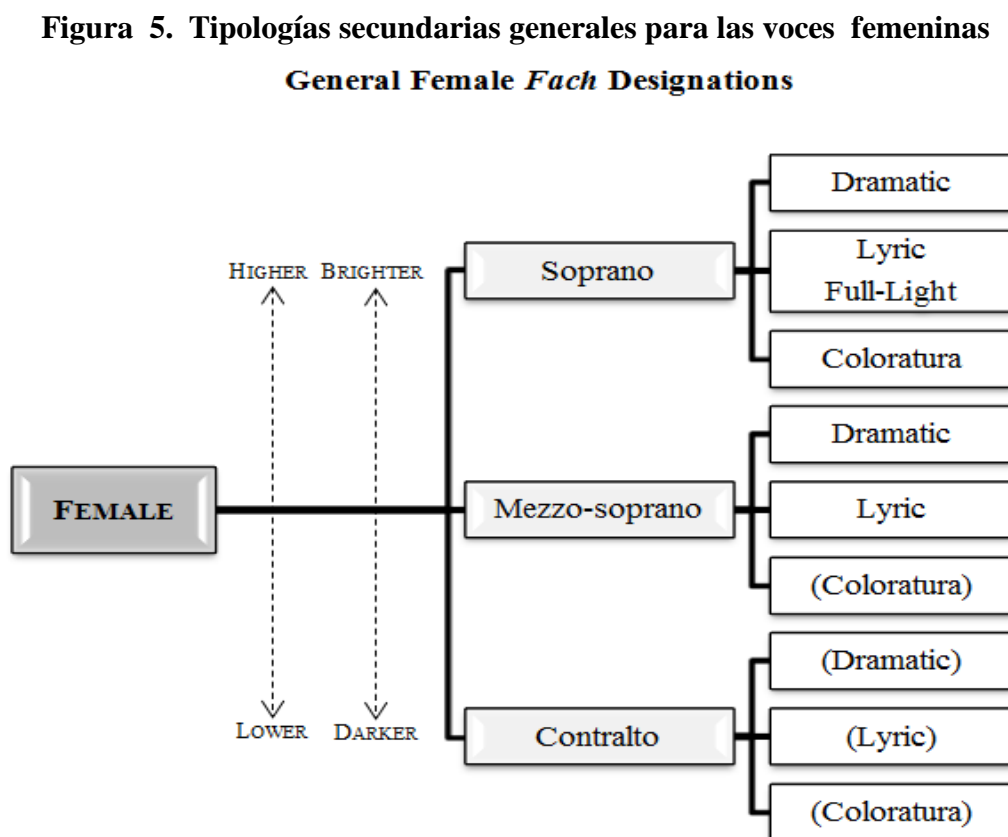 Figura 5. Tipologías secundarias generales para las voces femeninas
General Female Fach Designations
Dramatic
Lyric
Full-Light
Coloratura
HIGHER BRIGHTER
Soprano
Dramatic
Lyric
(Coloratura)
FEMALE
Mezzo-soprano
(Dramatic)
(Lyric)
(Coloratura)
LOWER DARKER
Contralto